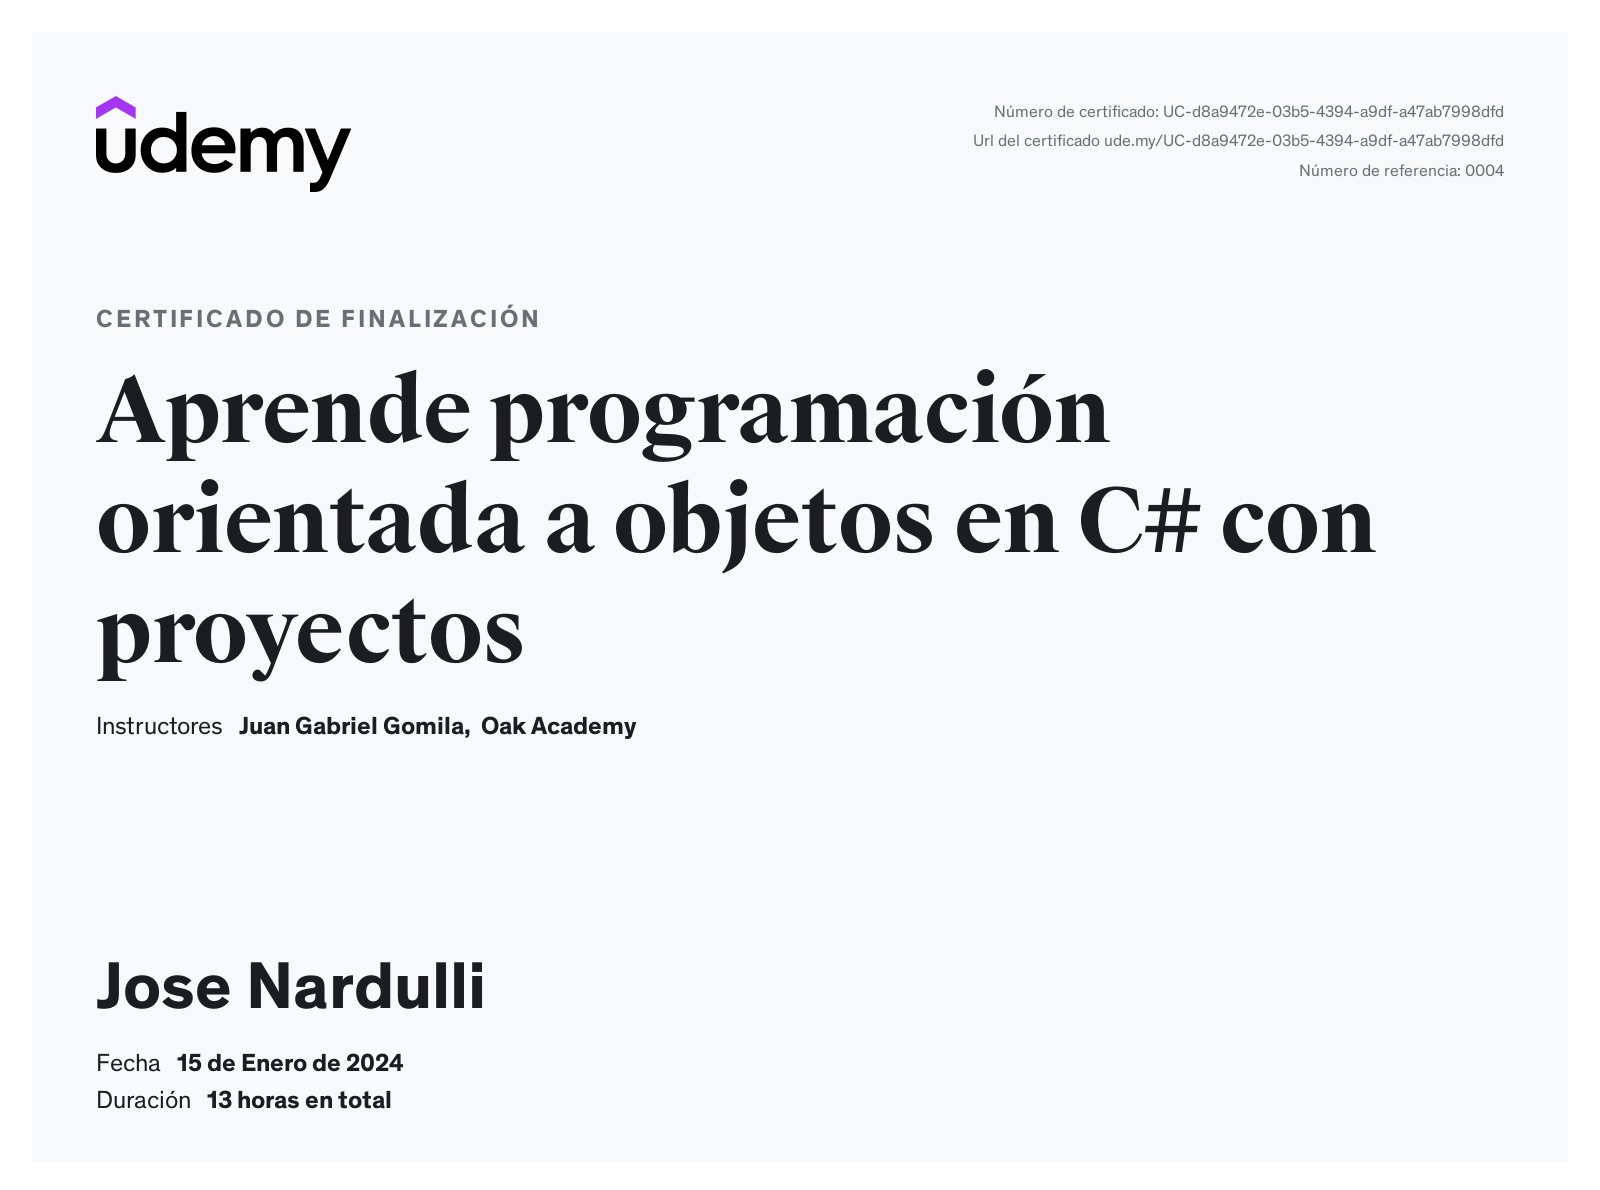 udemy
Número de certificado: UC-d8a9472e-03b5-4394-a9df-a47ab7998dfd
Url del certificado ude.my/UC-d8a9472e-03b5-4394-a9df-a47ab7998dfd
Número de referencia: 0004
CERTIFICADO DE FINALIZACIÓN
Aprende programación
orientada a objetos en C# con
proyectos
Instructores Juan Gabriel Gomila, Oak Academy
Jose Nardulli
Fecha 15 de Enero de 2024
Duración 13 horas en total